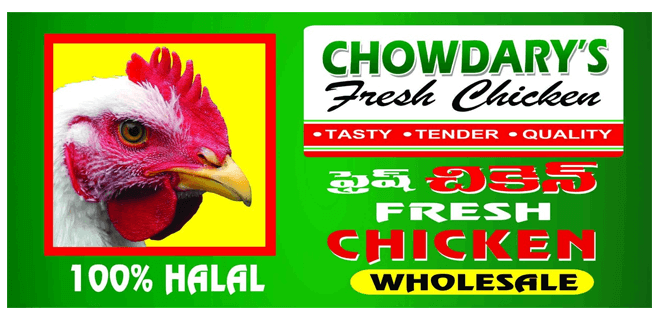 CHOWDARY'S
Fresh Chicken
• TASTY • TENDER • QUALITY
ఫ్రెష్ చికెన్
FRESH
CHICKEN
WHOLESALE
100% HALAL